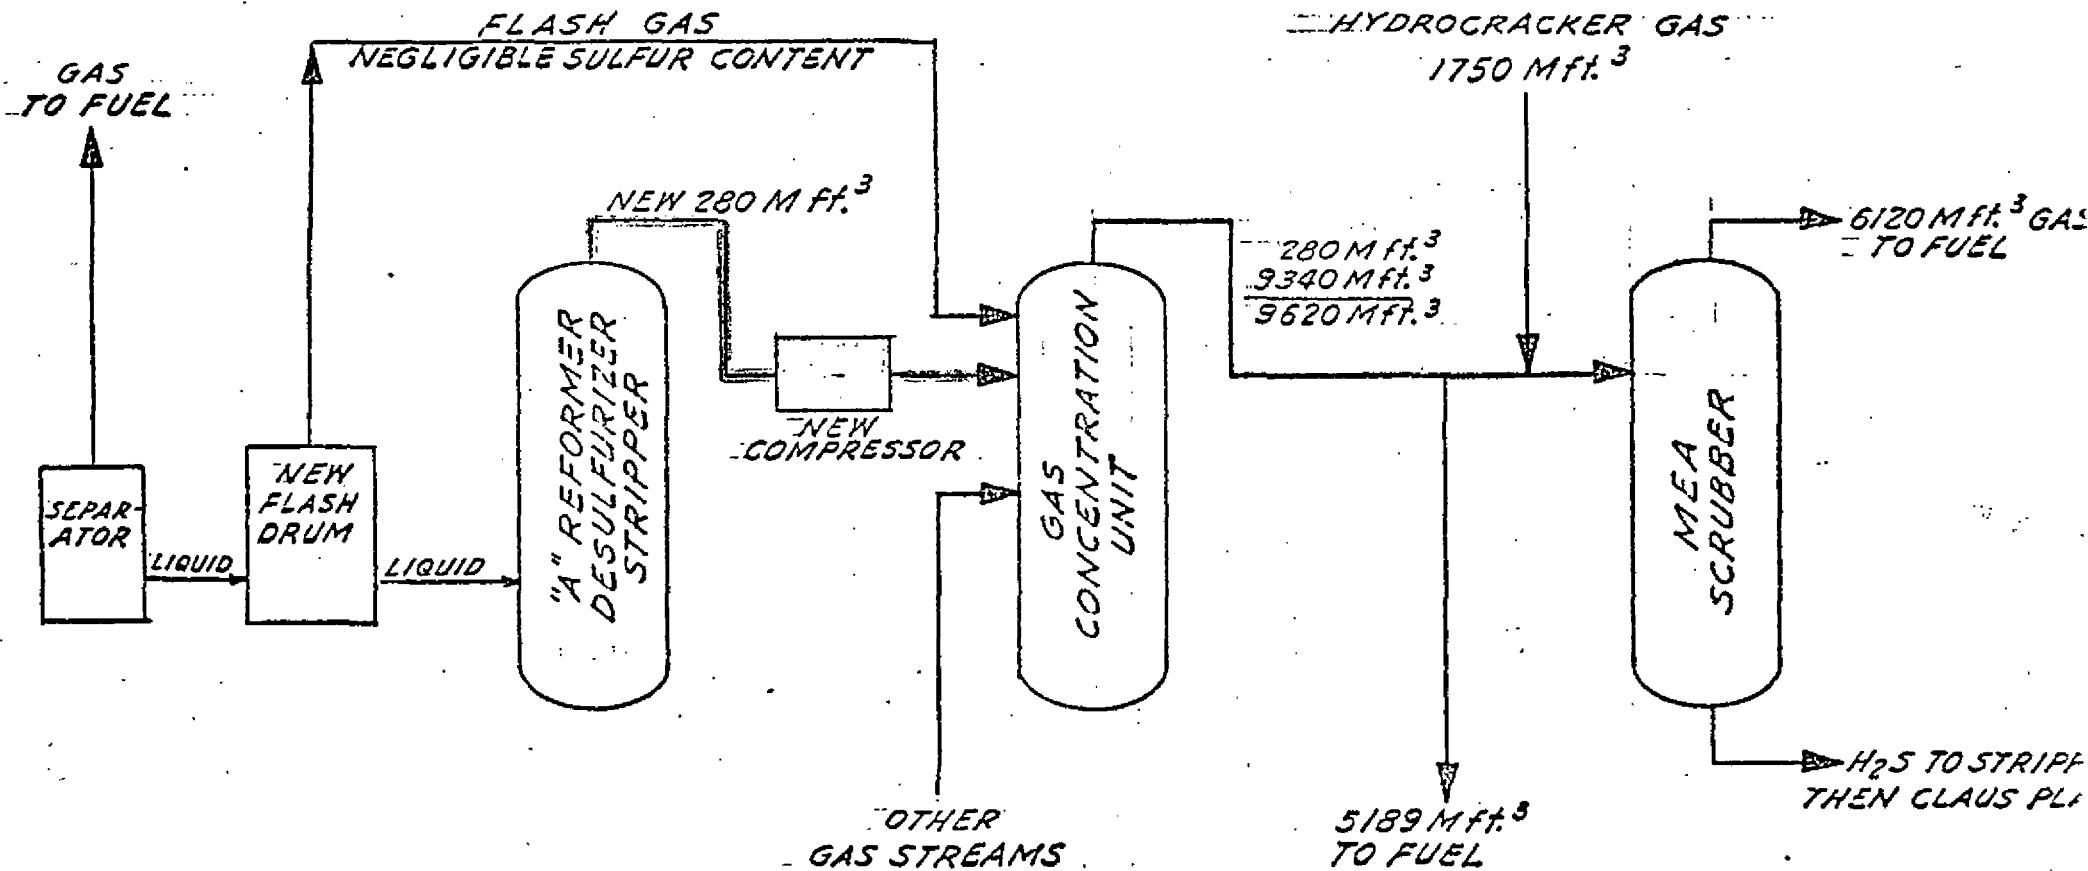 FLASH GAS
NEGLIGIBLE SULFUR CONTENT
HYDROCRACKER GAS
1750 Mft.³
GAS
TO FUEL
NEW 280 M ft.³
6120 M ft.³ GAS
TO FUEL
280 M ft.³
9340 M ft.³
9620 Mft.³
NEW
COMPRESSOR
SEPAR-
ATOR
LIQUID
NEW
FLASH
DRUM
LIQUID
"A" REFORMER
DESULFURIZER
STRIPPER
GAS
CONCENTRATION
UNIT
MEA
SCRUBBER
OTHER
GAS STREAMS
5189 M ft.³
TO FUEL
H₂S TO STRIPP
THEN CLAUS PLA